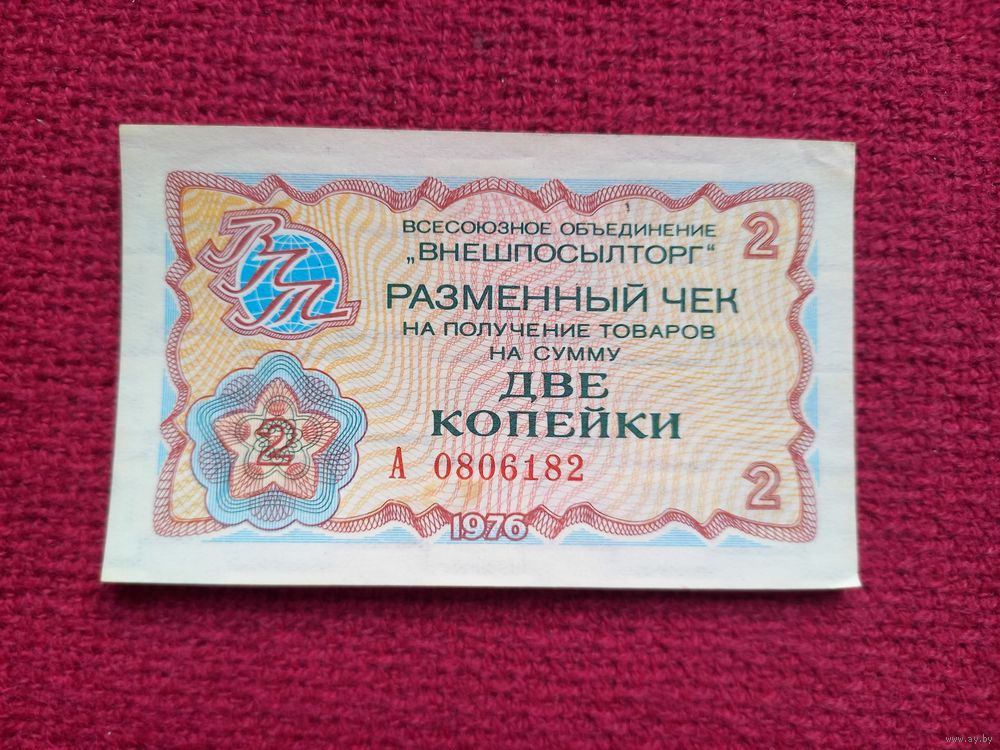 ВПТ
ВСЕСОЮЗНОЕ ОБЪЕДИНЕНИЕ
„ВНЕШПОСЫЛТОРГ“
2
РАЗМЕННЫЙ ЧЕК
НА ПОЛУЧЕНИЕ ТОВАРОВ
НА СУММУ
ДВЕ
КОПЕЙКИ
2
А 0806182
2
1976
www.ay.by